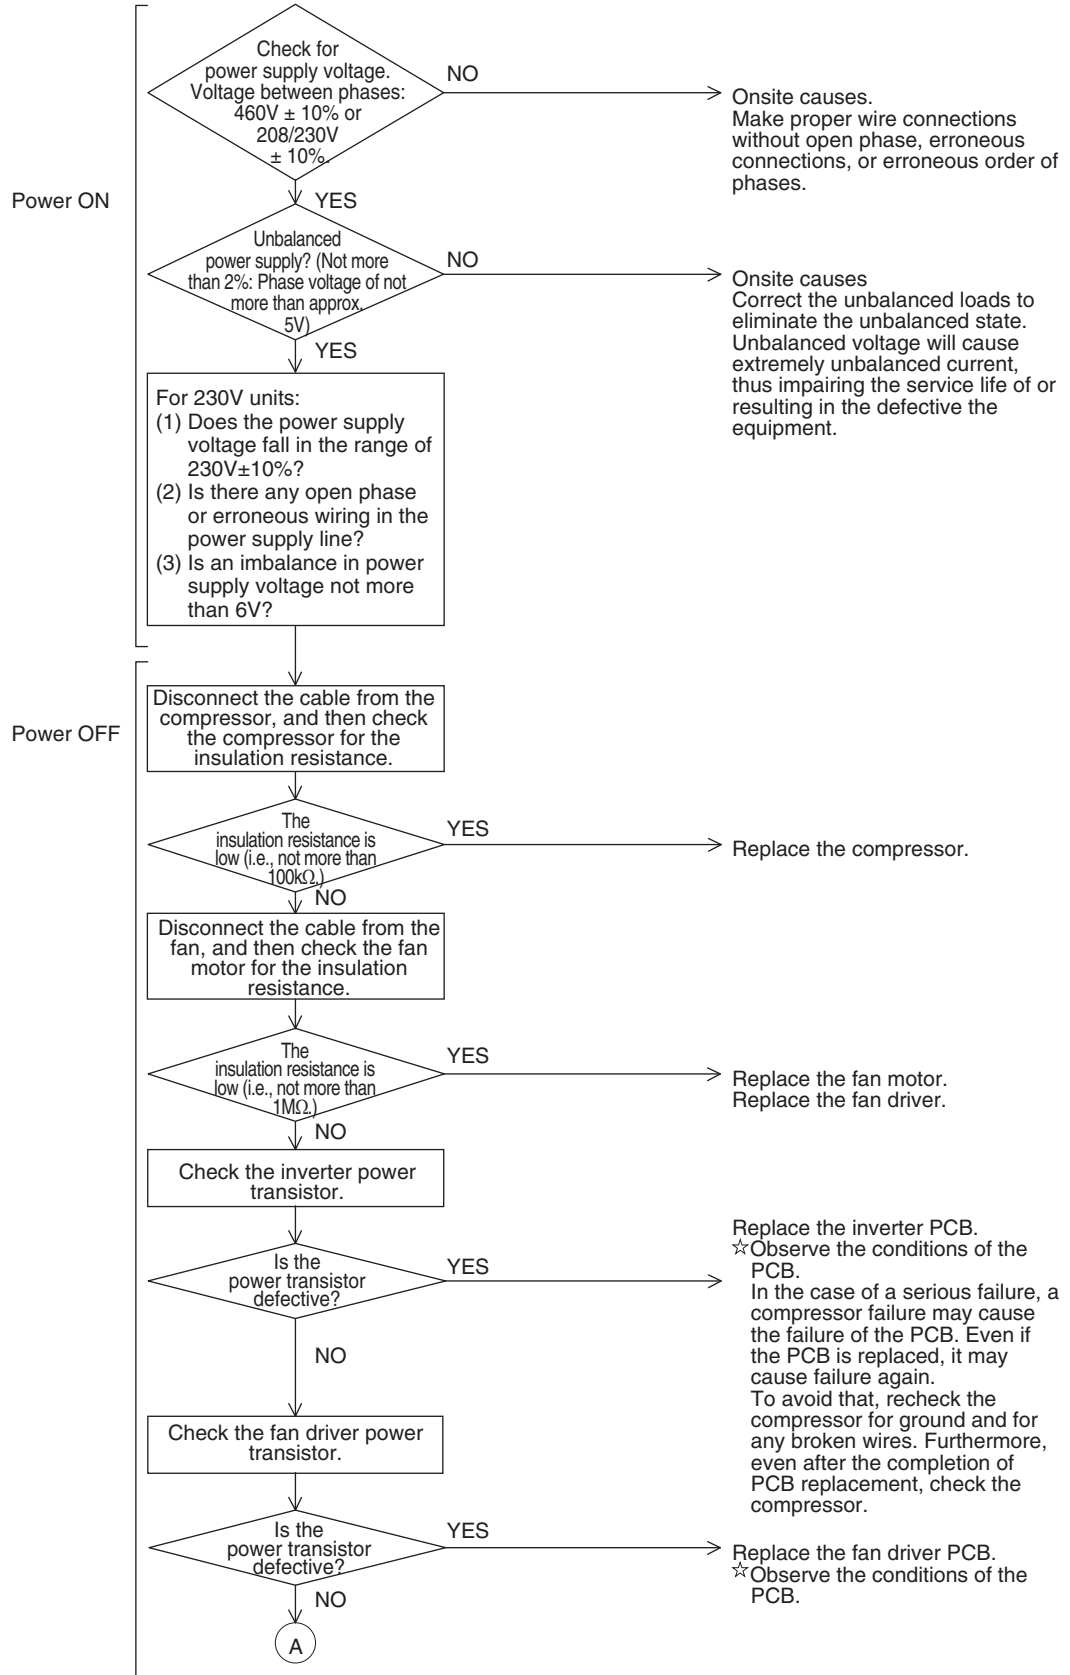 Check for
power supply voltage.
Voltage between phases:
460V ± 10% or
208/230V
± 10%.
NO
Onsite causes.
Make proper wire connections
without open phase, erroneous
connections, or erroneous order of
phases.
Power ON
YES
Unbalanced
power supply? (Not more
than 2%: Phase voltage of not
more than approx.
5V)
NO
Onsite causes
Correct the unbalanced loads to
eliminate the unbalanced state.
Unbalanced voltage will cause
extremely unbalanced current,
thus impairing the service life of or
resulting in the defective the
equipment.
YES
For 230V units:
(1) Does the power supply
voltage fall in the range of
230V±10%?
(2) Is there any open phase
or erroneous wiring in the
power supply line?
(3) Is an imbalance in power
supply voltage not more
than 6V?
Power OFF
Disconnect the cable from the
compressor, and then check
the compressor for the
insulation resistance.
The
insulation resistance is
low (i.e., not more than
100kΩ.)
YES
Replace the compressor.
NO
Disconnect the cable from the
fan, and then check the fan
motor for the insulation
resistance.
The
insulation resistance is
low (i.e., not more than
1MΩ.)
YES
Replace the fan motor.
Replace the fan driver.
NO
Check the inverter power
transistor.
Is the
power transistor
defective?
YES
Replace the inverter PCB.
☆Observe the conditions of the
PCB.
In the case of a serious failure, a
compressor failure may cause
the failure of the PCB. Even if
the PCB is replaced, it may
cause failure again.
To avoid that, recheck the
compressor for ground and for
any broken wires. Furthermore,
even after the completion of
PCB replacement, check the
compressor.
NO
Check the fan driver power
transistor.
Is the
power transistor
defective?
YES
Replace the fan driver PCB.
☆Observe the conditions of the
PCB.
NO
A